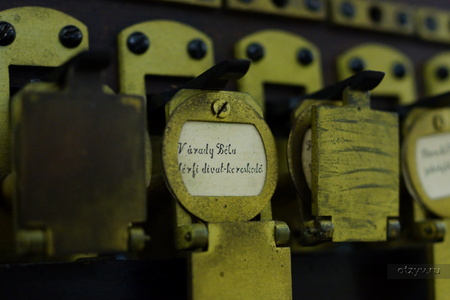 Várady Béla
férfi divat-kereskedő
otzyv.ru